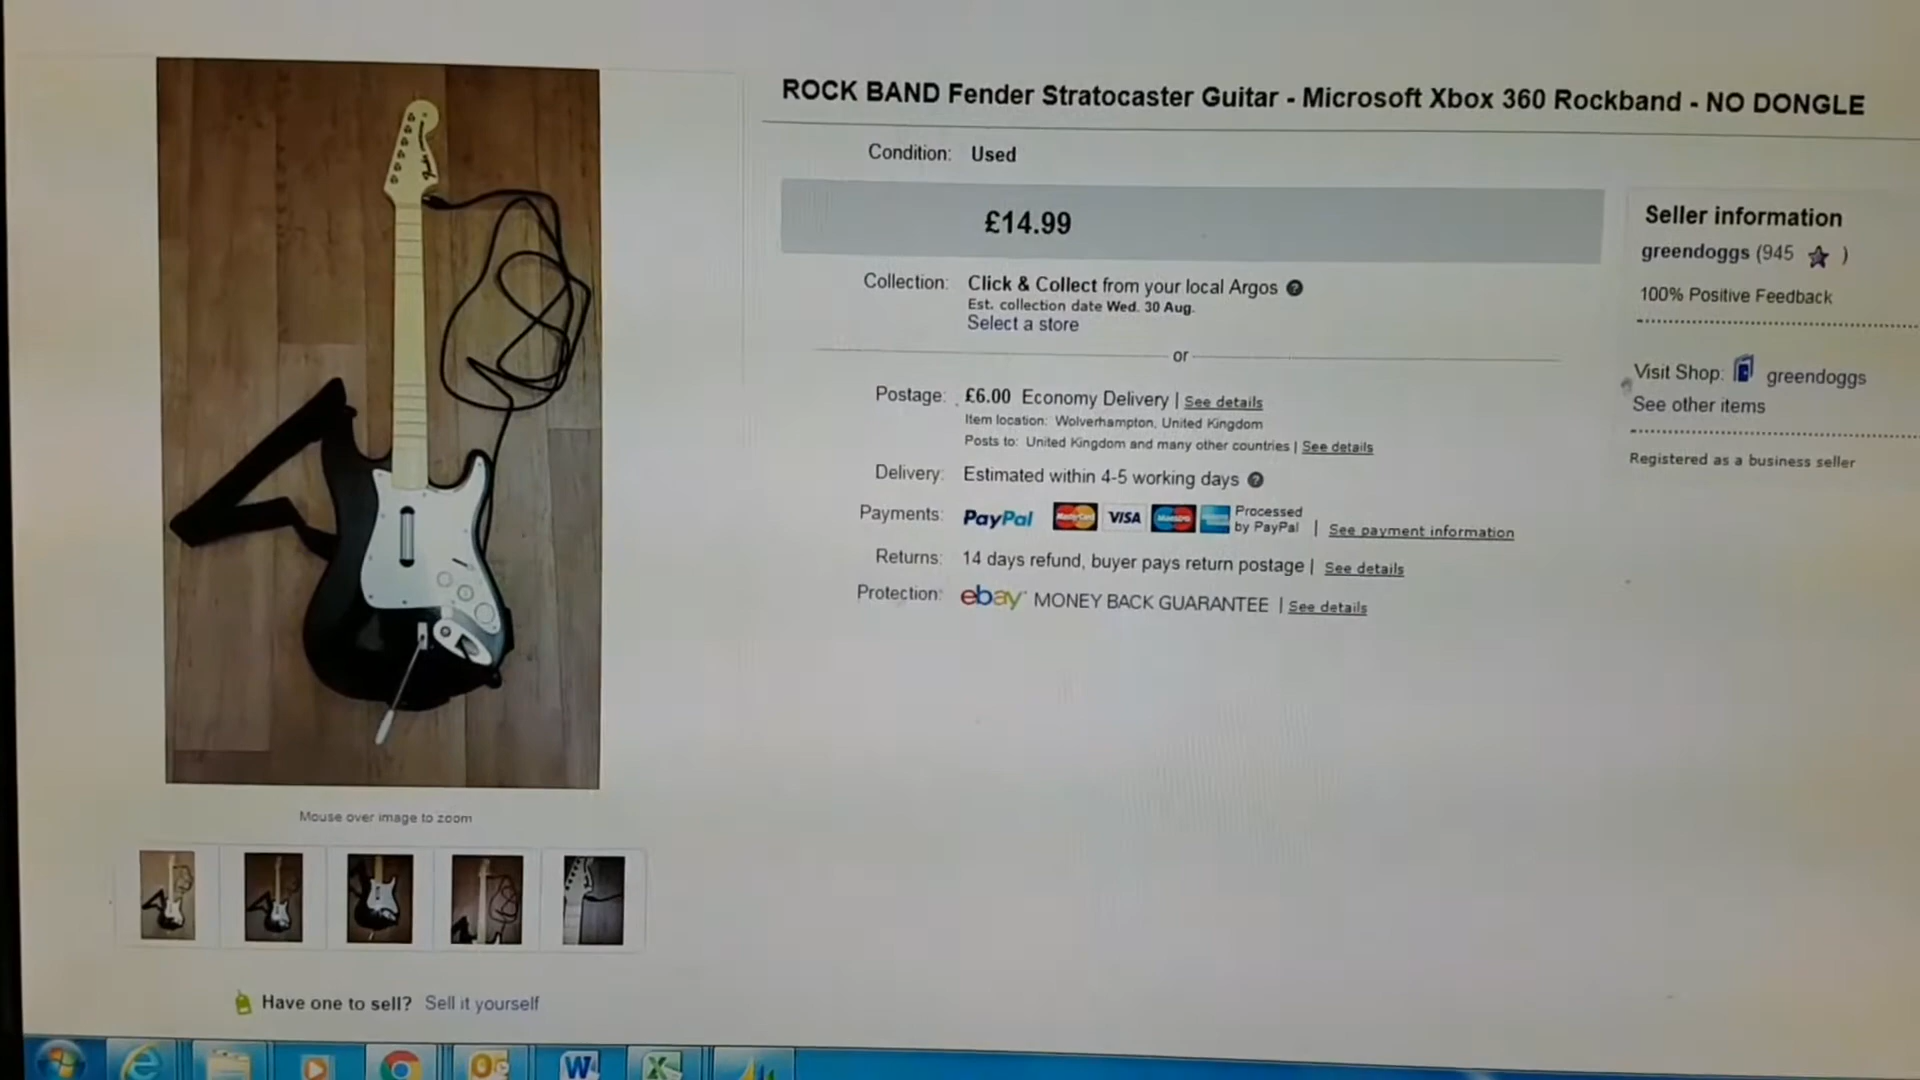 ROCK BAND Fender Stratocaster Guitar - Microsoft Xbox 360 Rockband - NO DONGLE
Condition: Used
£14.99
Collection: Click & Collect from your local Argos
Est. collection date Wed. 30 Aug.
Select a store
or
Postage: £6.00 Economy Delivery | See details
Item location: Wolverhampton, United Kingdom
Posts to: United Kingdom and many other countries | See details
Delivery: Estimated within 4-5 working days
Payments: PayPal MasterCard VISA Maestro Processed by PayPal | See payment information
Returns: 14 days refund, buyer pays return postage | See details
Protection: ebay MONEY BACK GUARANTEE | See details
Seller information
greendoggs (945 )
100% Positive Feedback
Visit Shop: greendoggs
See other items
Registered as a business seller
Fender
Mouse over image to zoom
Have one to sell? Sell it yourself